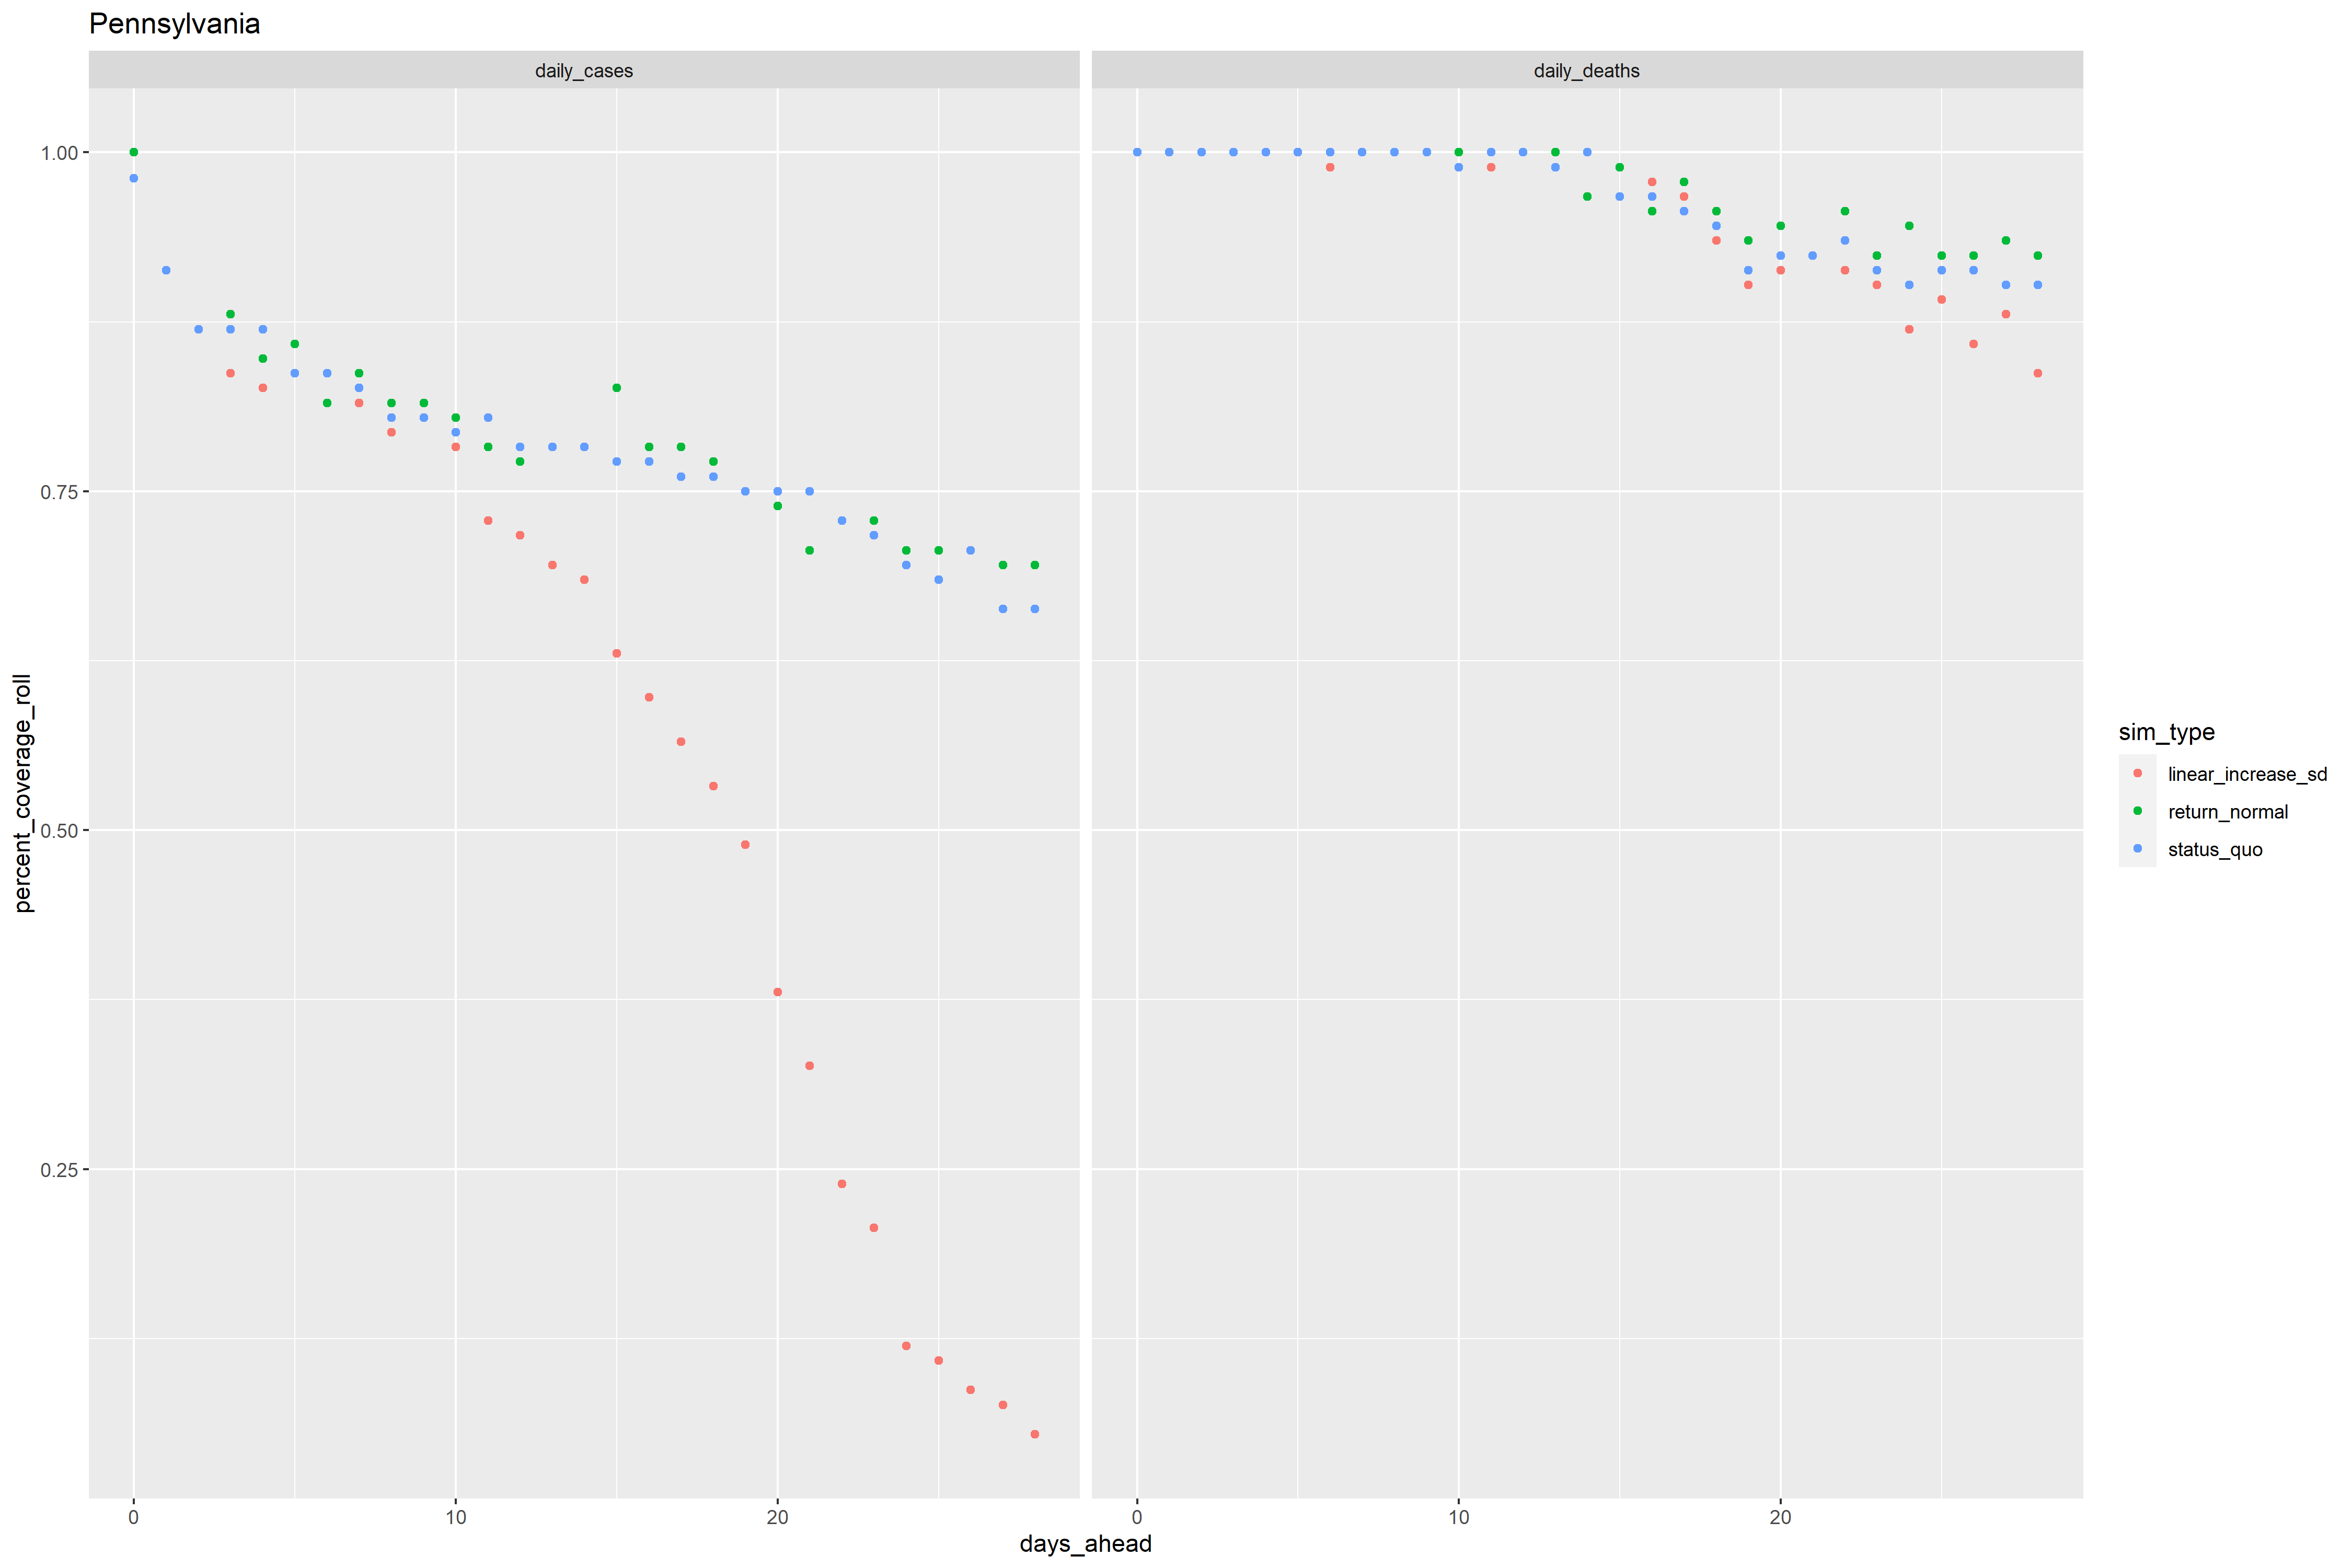 Pennsylvania
daily_cases
daily_deaths
1.00
0.75
0.50
0.25
percent_coverage_roll
0
10
20
0
10
20
days_ahead
sim_type
linear_increase_sd
return_normal
status_quo